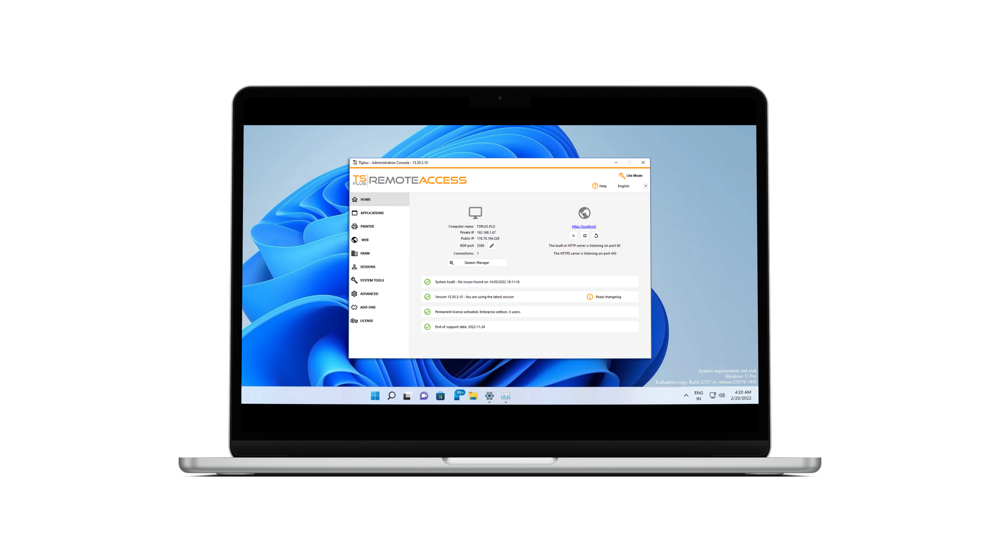 TSplus - Administration Console - 15.30.3.10
TS PLUS REMOTEACCESS
Lite Mode
Help
English
HOME
APPLICATIONS
PRINTER
WEB
FARM
SESSIONS
SYSTEM TOOLS
ADVANCED
ADD-ONS
LICENSE
Computer name: TSPLUS-FLO
Private IP 192.168.1.67
Public IP 176.78.194.228
RDP port 3389
Connections: 1
Session Manager
http://localhost
The built-in HTTP server is listening on port 80
The HTTPS server is listening on port 443
System Audit - No issues found on 14/03/2022 18:11:16
Version 15.30.3.10 - You are using the latest version
Read changelog
Permanent license activated. Enterprise edition. 5 users.
End of support date: 2022-11-24
System requirements not met
Windows 11 Pro
Evaluation copy. Build 22557.ni_release.220210-1445
99+
ENG
IN
4:20 AM
2/20/2022